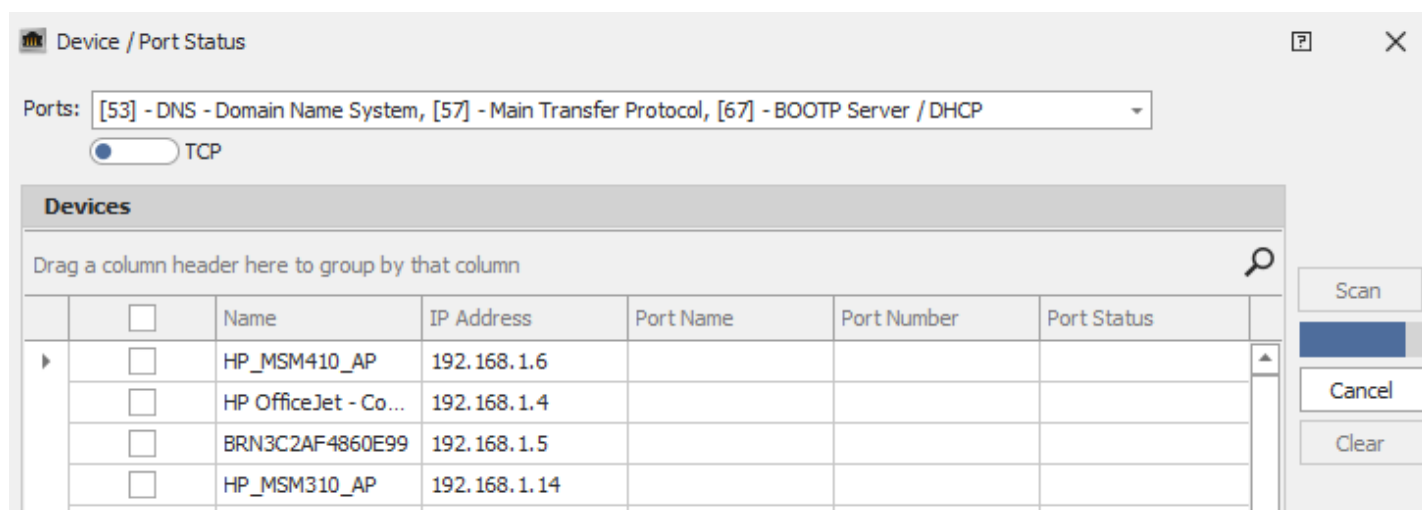 Device / Port Status
Ports: [53] - DNS - Domain Name System, [57] - Main Transfer Protocol, [67] - BOOTP Server / DHCP
TCP
Devices
Drag a column header here to group by that column
Scan
Name IP Address Port Name Port Number Port Status
HP_MSM410_AP 192.168.1.6
Cancel
HP OfficeJet - Co... 192.168.1.4
BRN3C2AF4860E99 192.168.1.5
Clear
HP_MSM310_AP 192.168.1.14